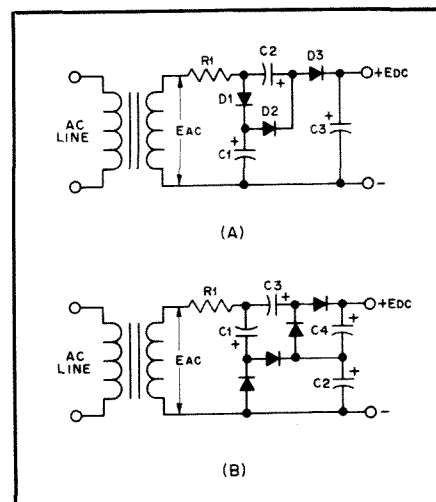 R1
C2
D3
+EDC
D1
D2
AC
LINE
EAC
C1
+
+
C3
+
−
(A)
R1
C3
+EDC
+
C1
+
C4
+
AC
LINE
EAC
C2
+
−
(B)